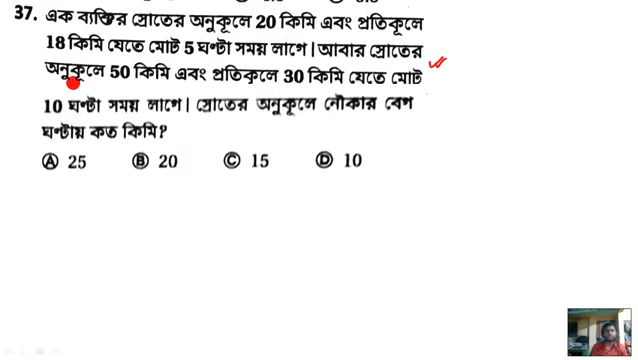 37. এক ব্যক্তির স্রোতের অনুকূলে 20 কিমি এবং প্রতিকূলে
18 কিমি যেতে মোট 5 ঘণ্টা সময় লাগে। আবার স্রোতের
অনুকূলে 50 কিমি এবং প্রতিকূলে 30 কিমি যেতে মোট
10 ঘণ্টা সময় লাগে। স্রোতের অনুকূলে নৌকার বেগ
ঘণ্টায় কত কিমি?
Ⓐ 25 Ⓑ 20 Ⓒ 15 Ⓓ 10